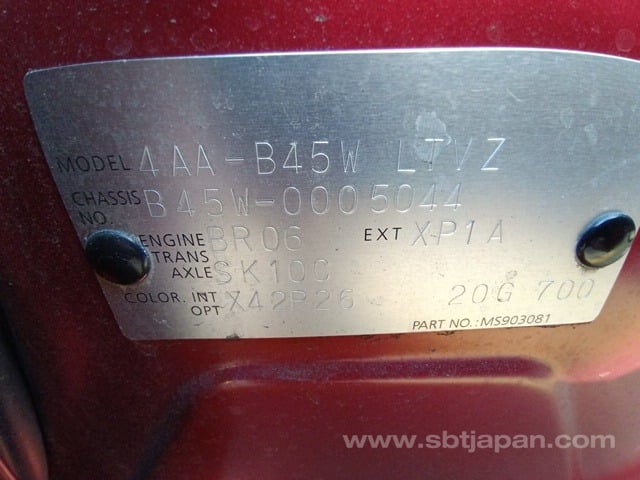 MODEL 4AA-B45W LTVZ
CHASSIS NO. B45W-0005044
ENGINE BR06 EXT XP1A
TRANS AXLE SK10C
COLOR. INT OPT X42P26 20G 700
PART NO.:MS903081
www.sbtjapan.com